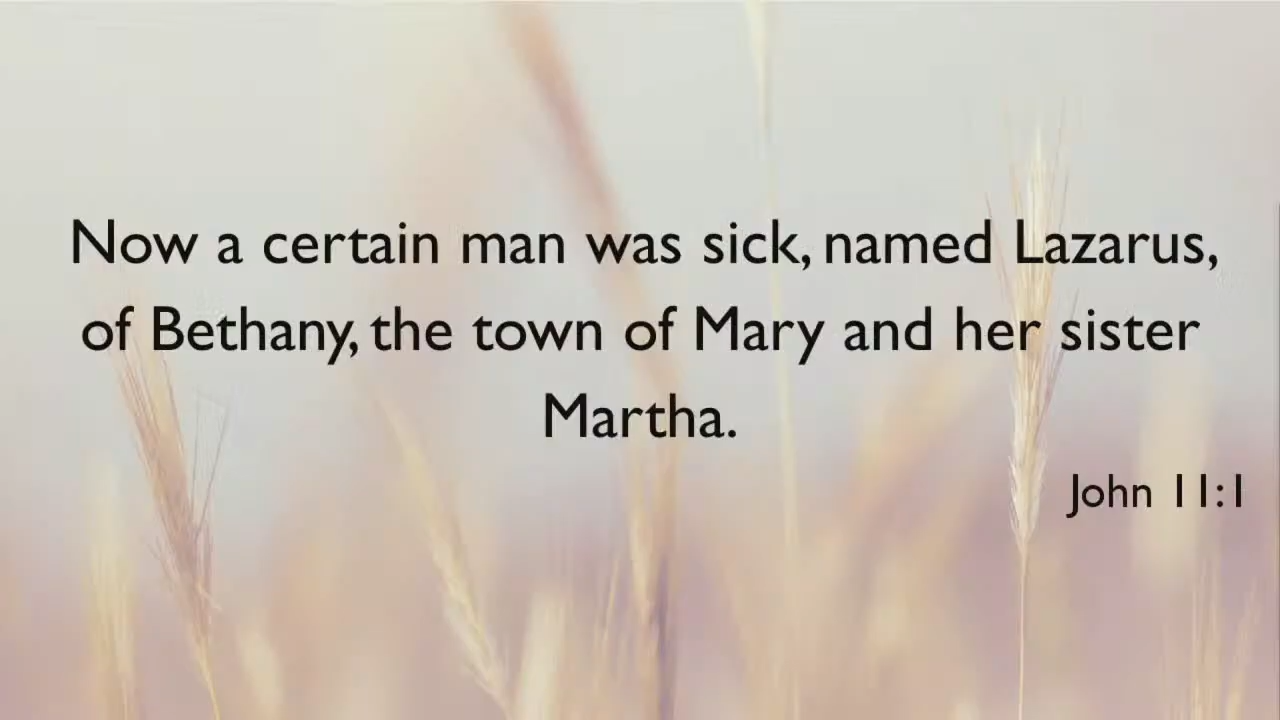 Now a certain man was sick, named Lazarus,
of Bethany, the town of Mary and her sister
Martha.
John 11:1